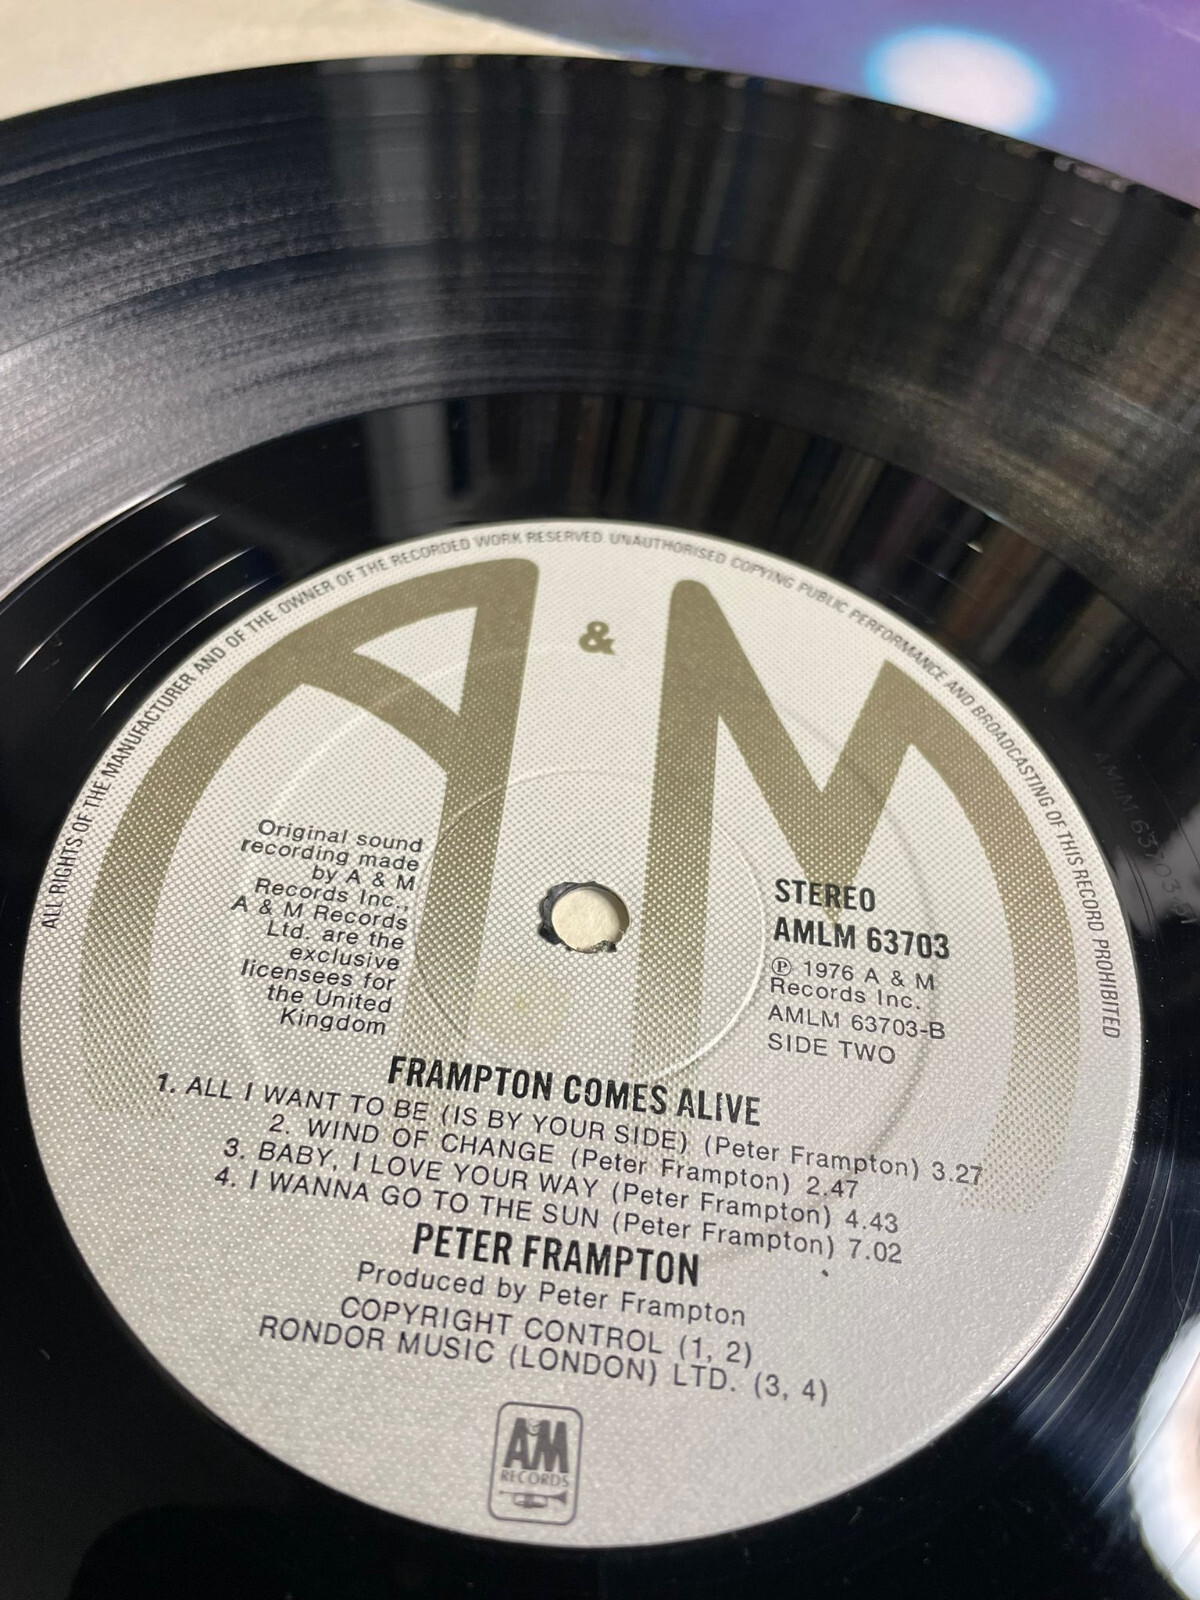 ALL RIGHTS OF THE MANUFACTURER AND OF THE OWNER OF THE RECORDED WORK RESERVED. UNAUTHORISED COPYING PUBLIC PERFORMANCE AND BROADCASTING OF THIS RECORD PROHIBITED
A & M
Original sound
recording made
by A & M
Records Inc.,
A & M Records
Ltd. are the
exclusive
licensees for
the United
Kingdom
STEREO
AMLM 63703
℗ 1976 A & M
Records Inc.
AMLM 63703-B
SIDE TWO
FRAMPTON COMES ALIVE
1. ALL I WANT TO BE (IS BY YOUR SIDE) (Peter Frampton) 3.27
2. WIND OF CHANGE (Peter Frampton) 2.47
3. BABY, I LOVE YOUR WAY (Peter Frampton) 4.43
4. I WANNA GO TO THE SUN (Peter Frampton) 7.02
PETER FRAMPTON
Produced by Peter Frampton
COPYRIGHT CONTROL (1, 2)
RONDOR MUSIC (LONDON) LTD. (3, 4)
A&M
RECORDS
AMLM 63703